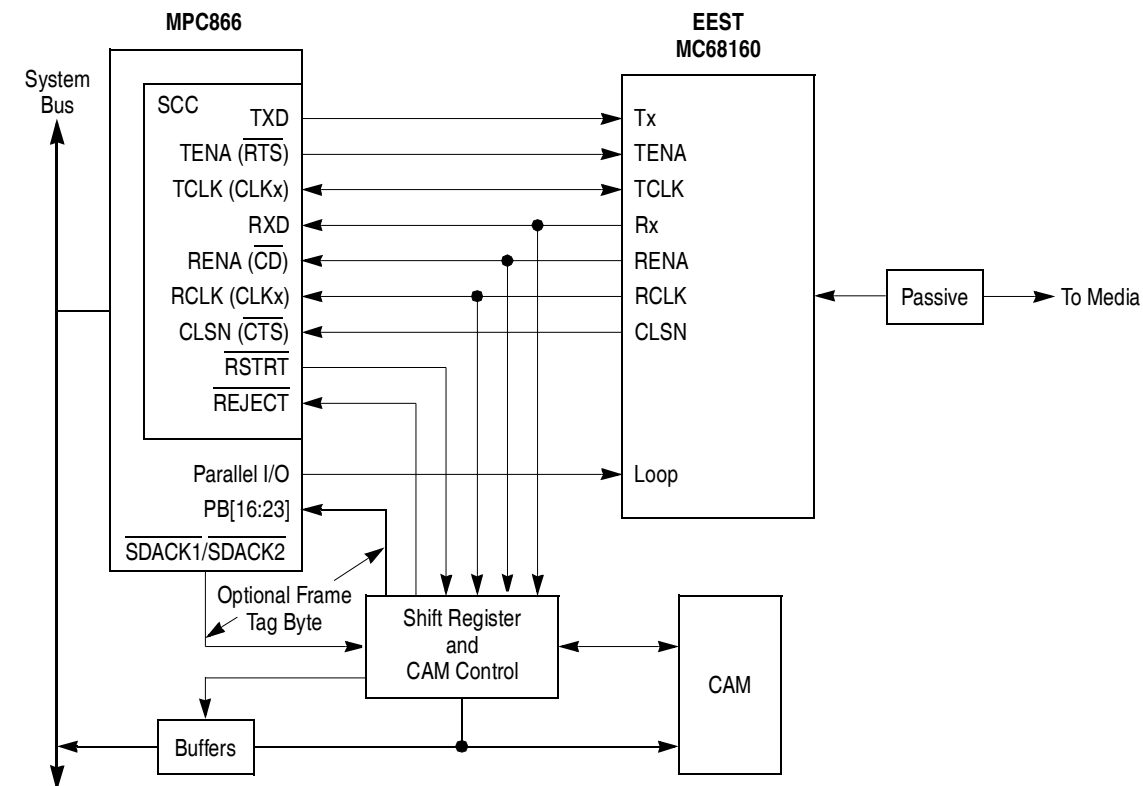 MPC866
EEST
MC68160
System
Bus
SCC
TXD
TENA (RTS)
TCLK (CLKx)
RXD
RENA (CD)
RCLK (CLKx)
CLSN (CTS)
RSTRT
REJECT
Parallel I/O
PB[16:23]
SDACK1/SDACK2
Tx
TENA
TCLK
Rx
RENA
RCLK
CLSN
Loop
Passive
To Media
Optional Frame
Tag Byte
Shift Register
and
CAM Control
CAM
Buffers